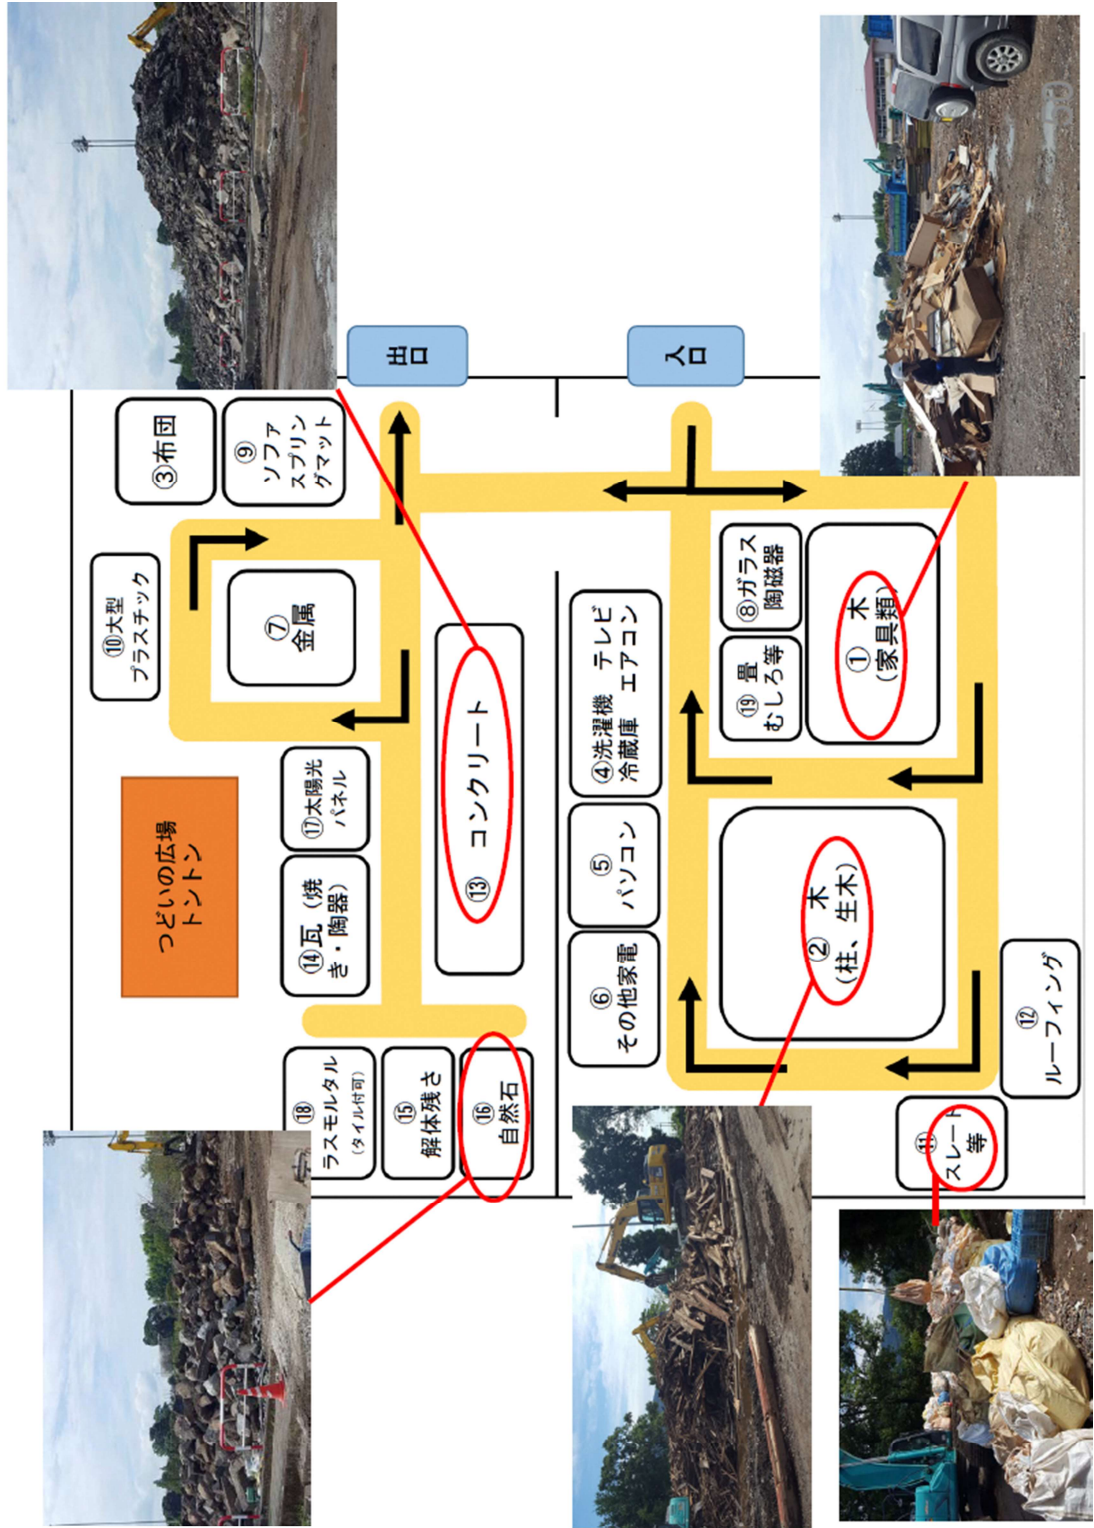 出口
入口
③布団
⑨
ソファ
スプリン
グマット
⑩大型
プラスチック
⑦
金属
つどいの広場
トントン
⑰太陽光
パネル
⑭瓦（焼
き・陶器）
⑬ コンクリート
⑱
ラスモルタル
（タイル付可）
⑮
解体残さ
⑯
自然石
④洗濯機 テレビ
冷蔵庫 エアコン
⑤
パソコン
⑥
その他家電
⑧ガラス
陶磁器
⑲ 畳
むしろ等
① 木
（家具類）
② 木
（柱、生木）
⑪
スレート
等
⑫
ルーフィング